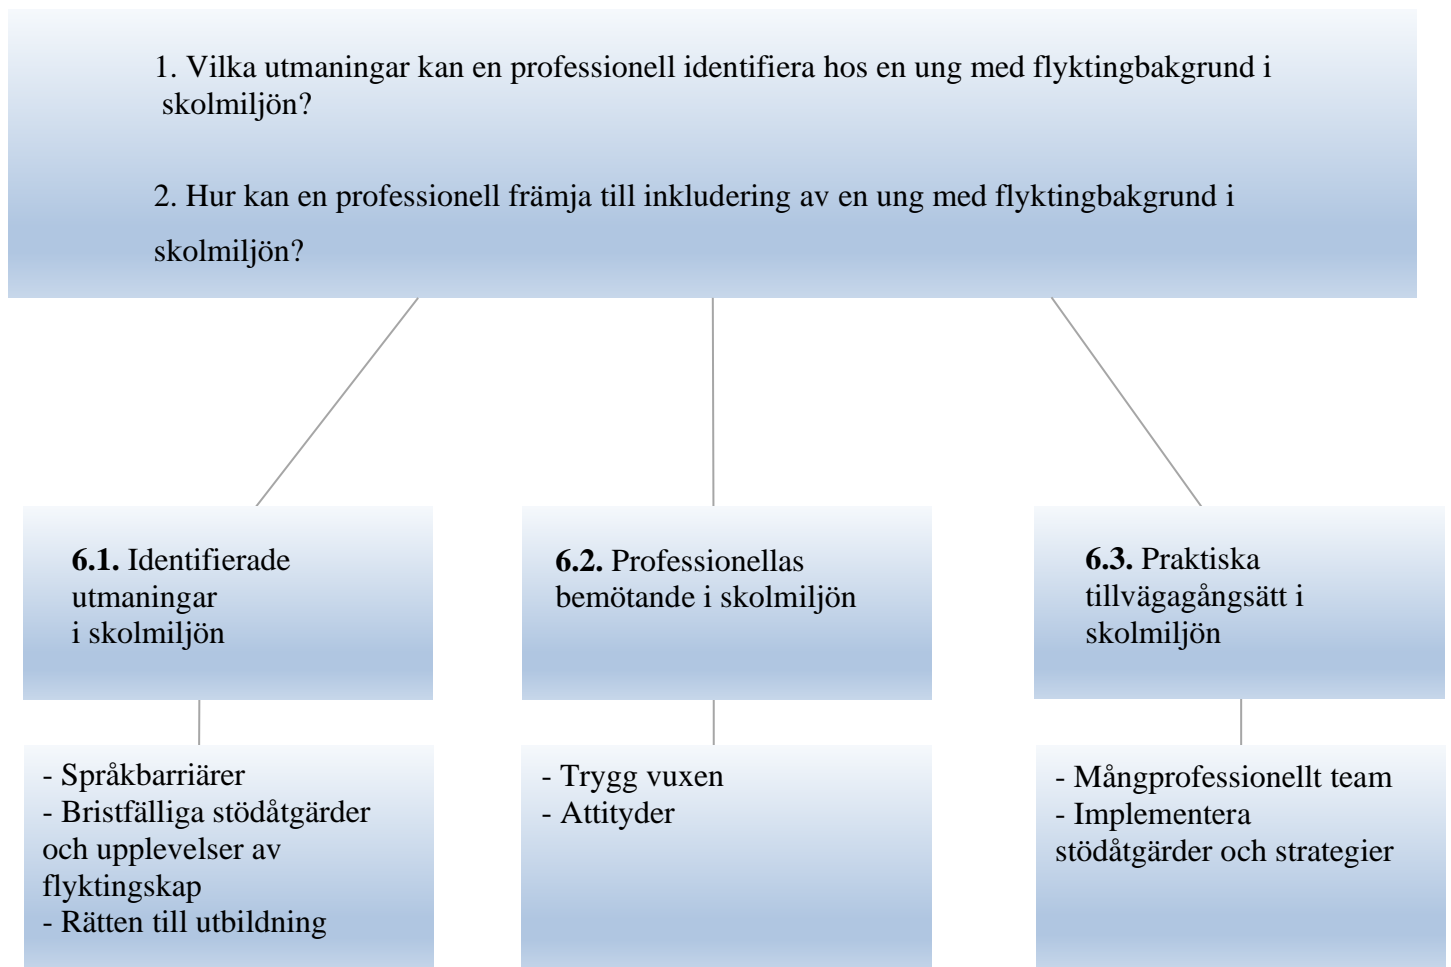 1. Vilka utmaningar kan en professionell identifiera hos en ung med flyktingbakgrund i
skolmiljön?
2. Hur kan en professionell främja till inkludering av en ung med flyktingbakgrund i
skolmiljön?
6.1. Identifierade
utmaningar
i skolmiljön
6.2. Professionellas
bemötande i skolmiljön
6.3. Praktiska
tillvägagångsätt i
skolmiljön
- Språkbarriärer
- Bristfälliga stödåtgärder
och upplevelser av
flyktingskap
- Rätten till utbildning
- Trygg vuxen
- Attityder
- Mångprofessionellt team
- Implementera
stödåtgärder och strategier